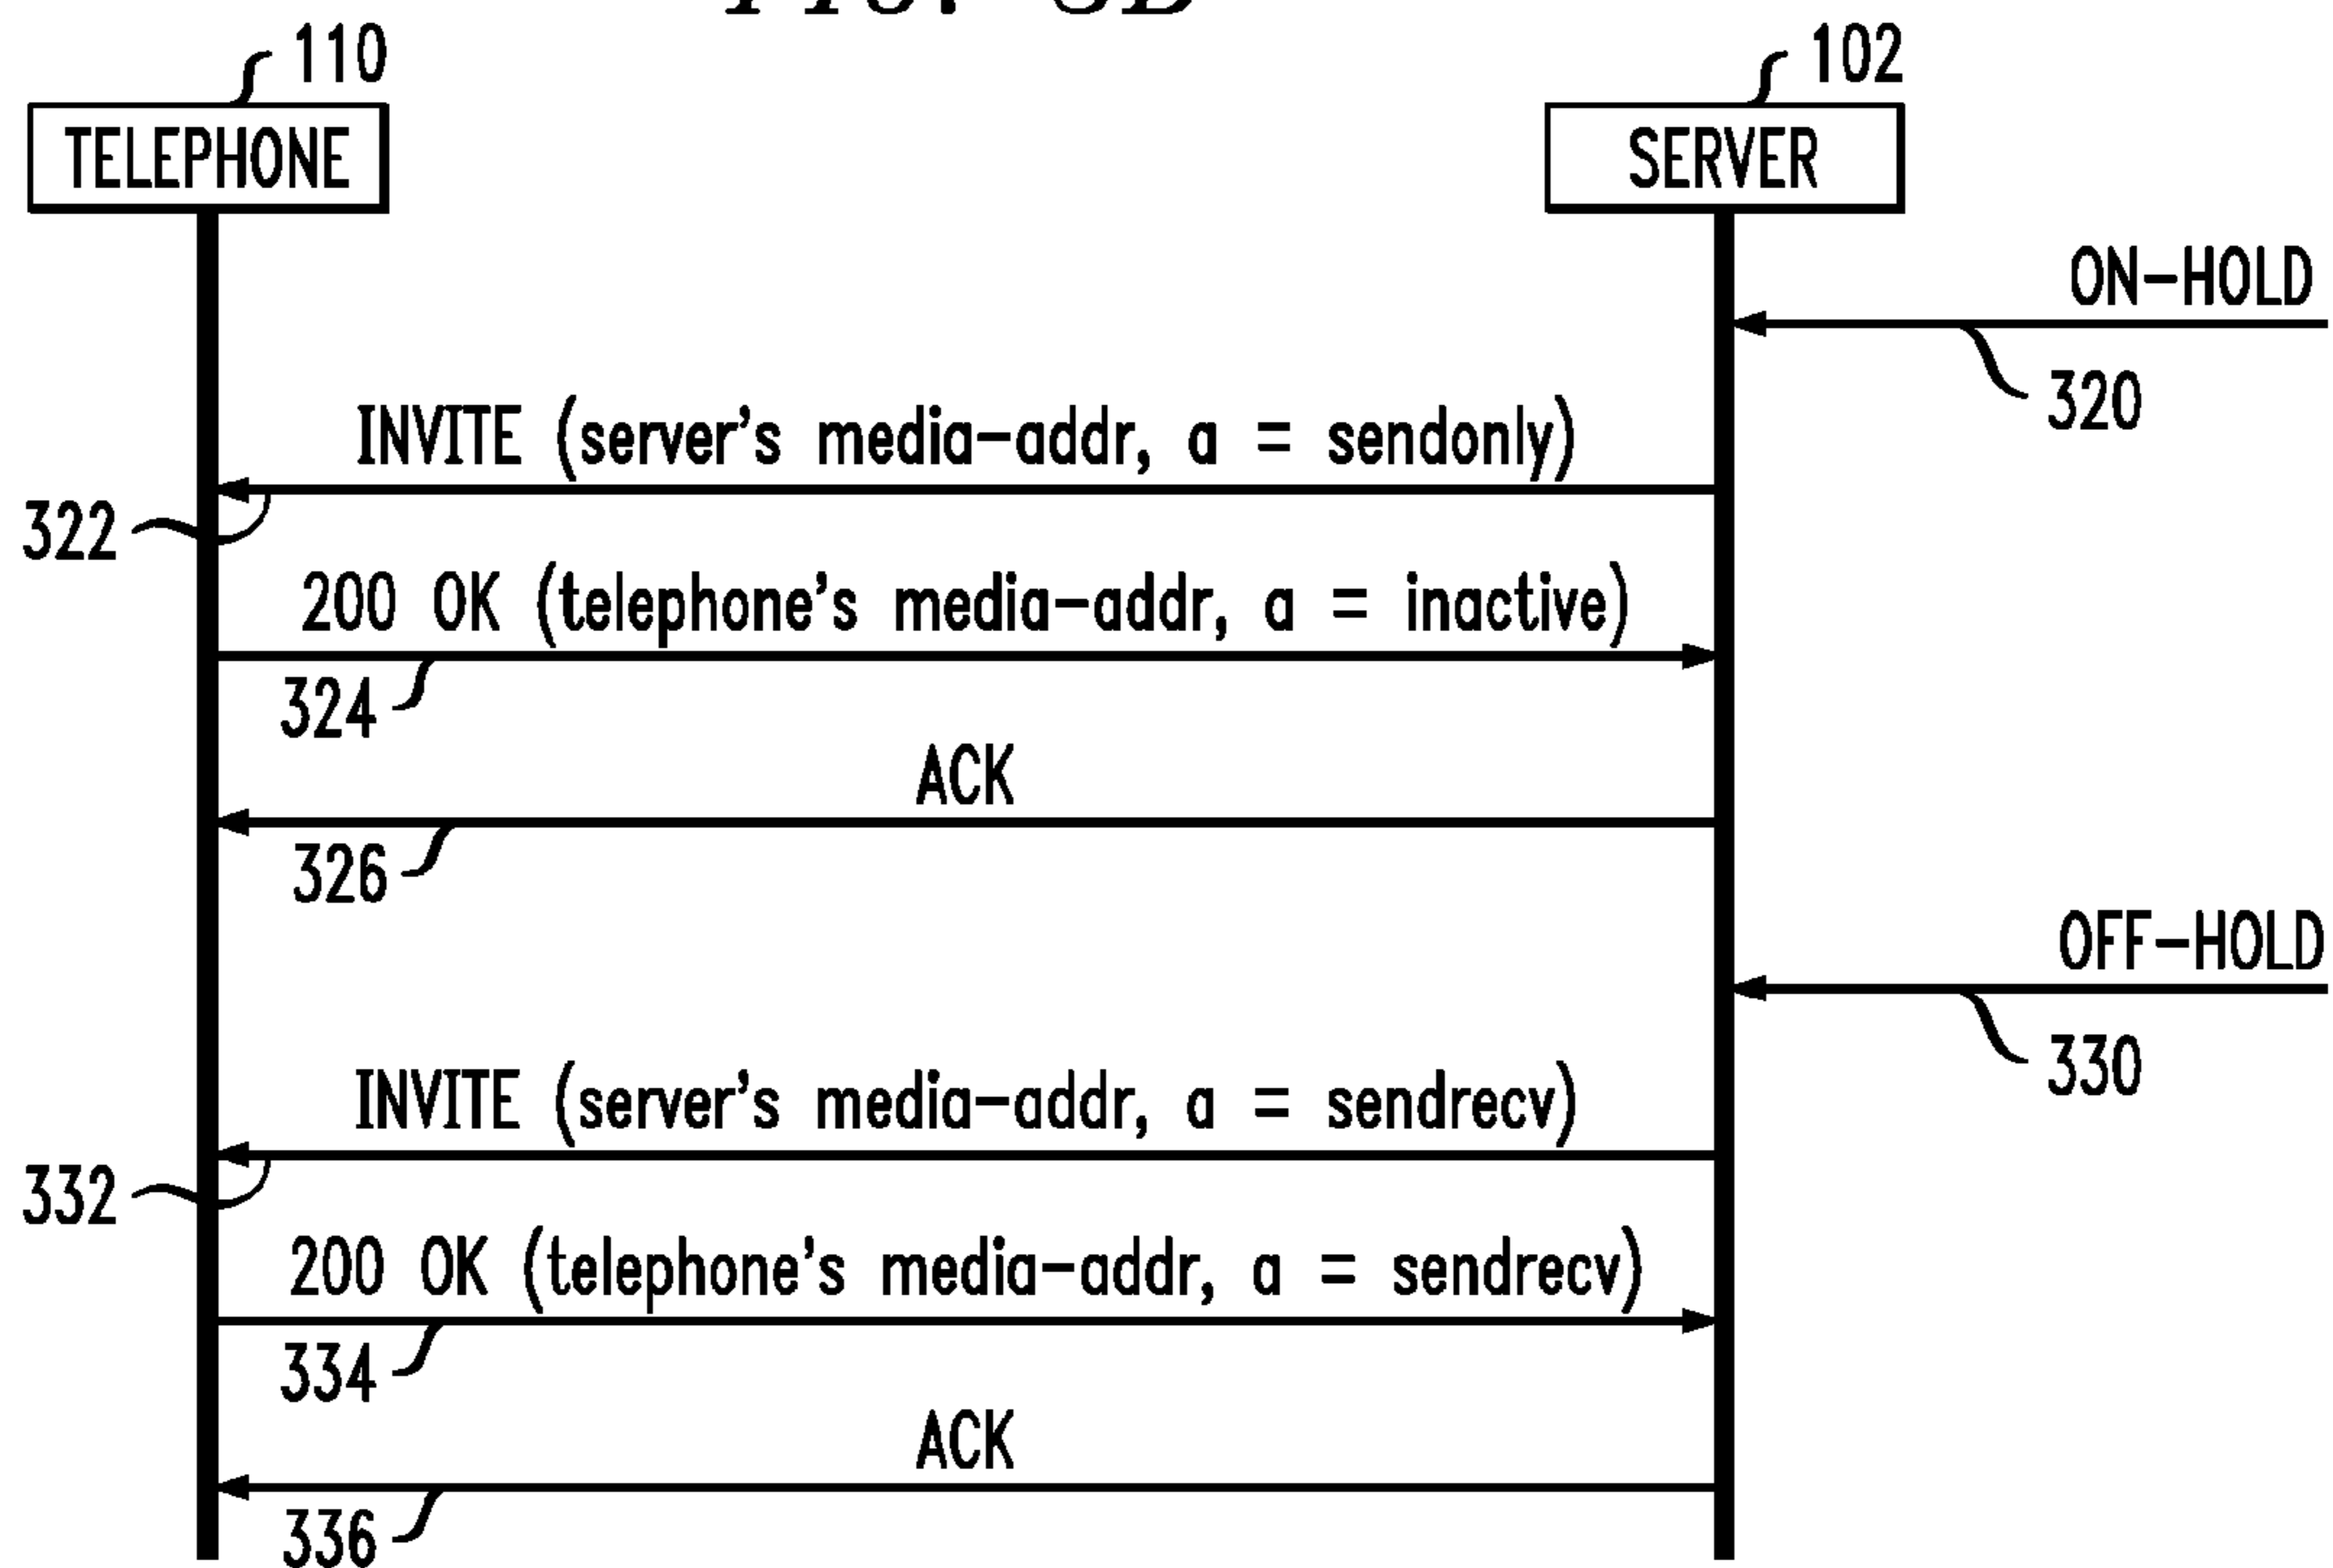 110
102
TELEPHONE
SERVER
ON-HOLD
320
INVITE (server's media-addr, a = sendonly)
322
200 OK (telephone's media-addr, a = inactive)
324
ACK
326
OFF-HOLD
330
INVITE (server's media-addr, a = sendrecv)
332
200 OK (telephone's media-addr, a = sendrecv)
334
ACK
336